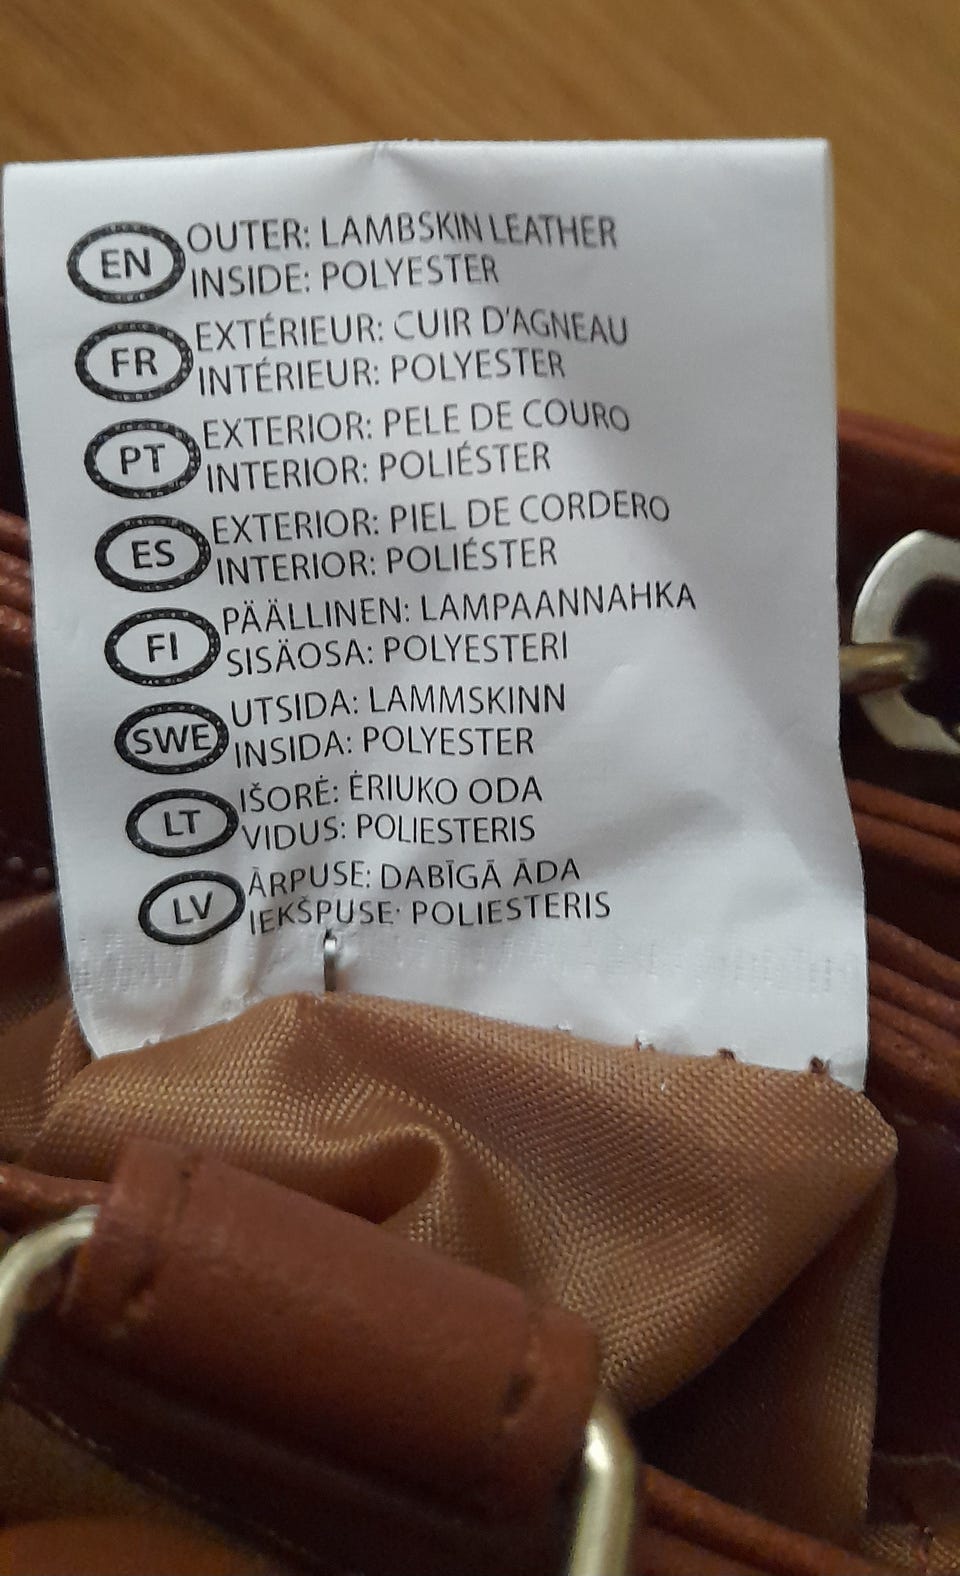 EN OUTER: LAMBSKIN LEATHER
INSIDE: POLYESTER
FR EXTÉRIEUR: CUIR D'AGNEAU
INTÉRIEUR: POLYESTER
PT EXTERIOR: PELE DE COURO
INTERIOR: POLIÉSTER
ES EXTERIOR: PIEL DE CORDERO
INTERIOR: POLIÉSTER
FI PÄÄLLINEN: LAMPAANNAHKA
SISÄOSA: POLYESTERI
SWE UTSIDA: LAMMSKINN
INSIDA: POLYESTER
LT IŠORĖ: ĖRIUKO ODA
VIDUS: POLIESTERIS
LV ĀRPUSE: DABĪGĀ ĀDA
IEKŠPUSE: POLIESTERIS